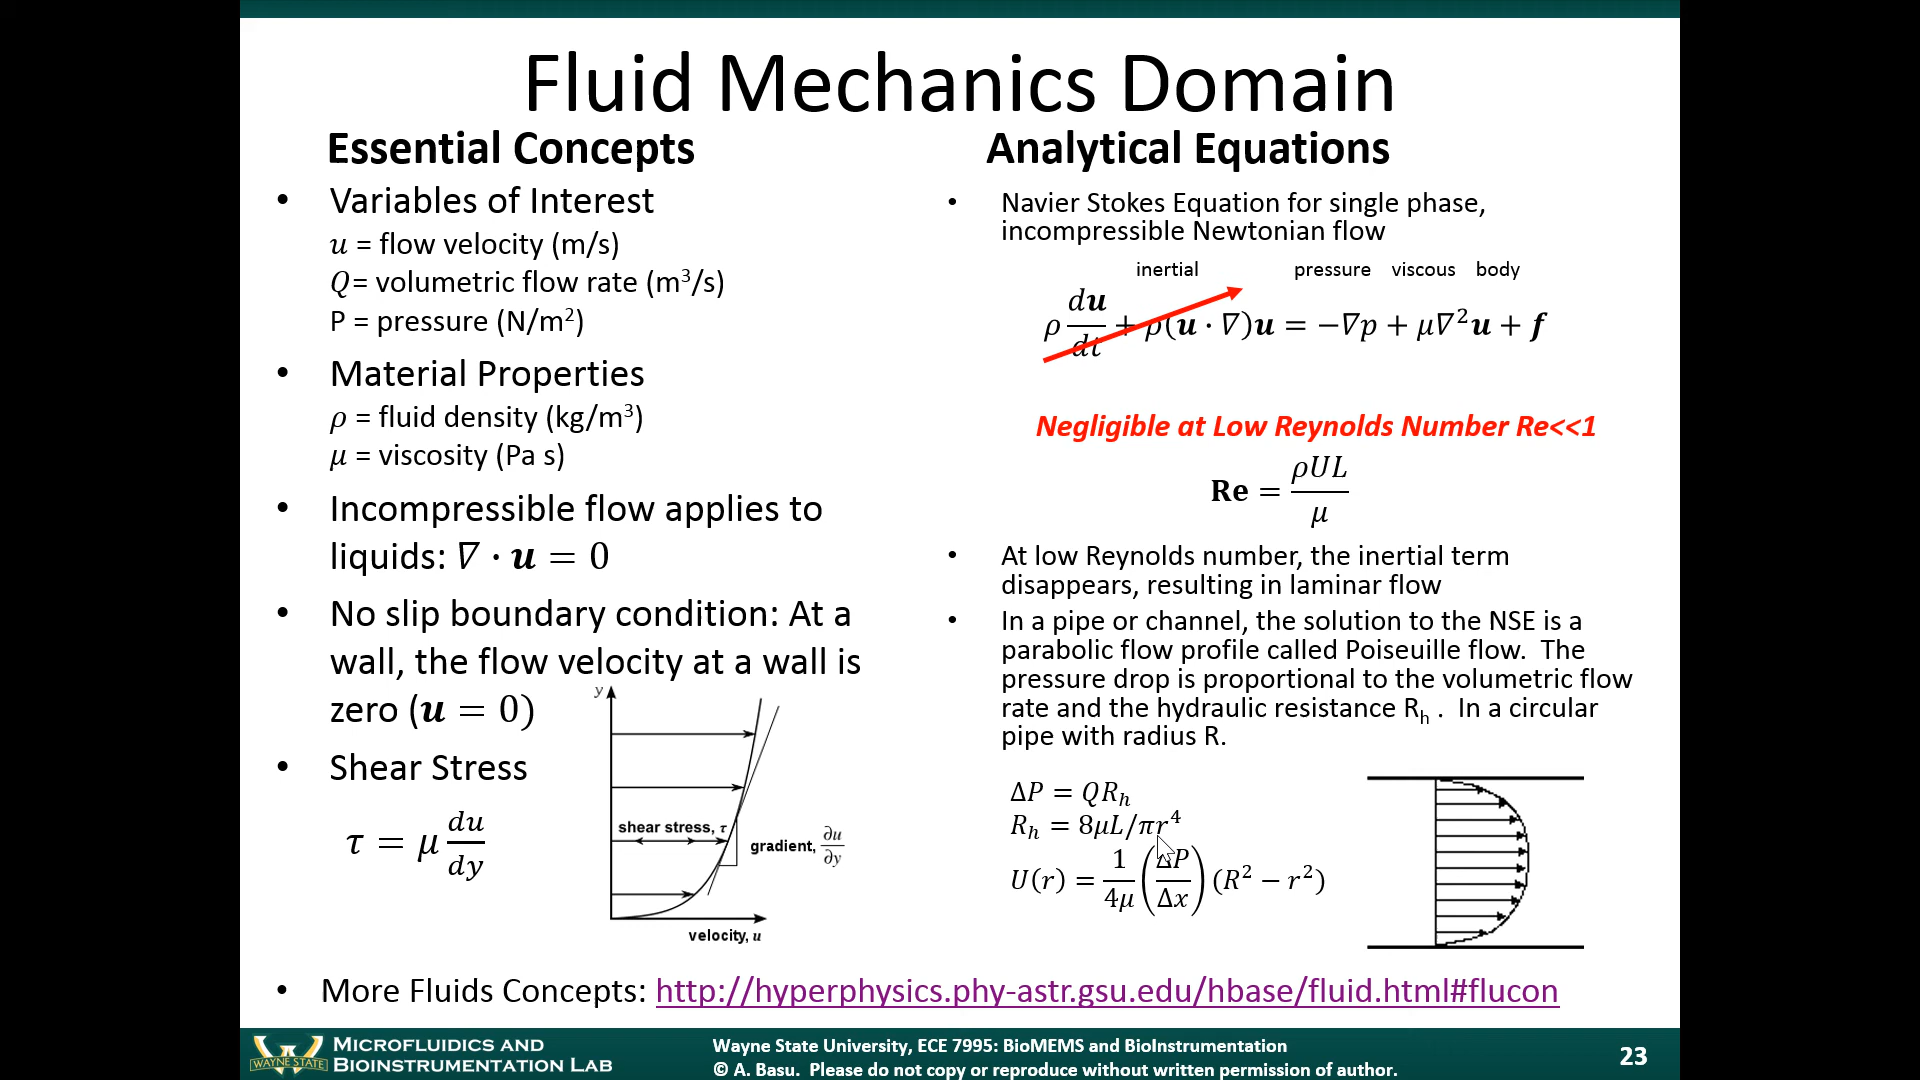 Fluid Mechanics Domain
Essential Concepts
• Variables of Interest
u = flow velocity (m/s)
Q= volumetric flow rate (m³/s)
P = pressure (N/m²)
• Material Properties
ρ = fluid density (kg/m³)
μ = viscosity (Pa s)
• Incompressible flow applies to
liquids: ∇ · u = 0
• No slip boundary condition: At a
wall, the flow velocity at a wall is
zero (u = 0)
• Shear Stress
τ = μ du/dy
y
shear stress, τ
gradient, ∂u/∂y
velocity, u
Analytical Equations
• Navier Stokes Equation for single phase,
incompressible Newtonian flow
inertial pressure viscous body
ρ du/dt + ρ(u · ∇)u = −∇p + μ∇²u + f
Negligible at Low Reynolds Number Re<<1
Re = ρUL/μ
• At low Reynolds number, the inertial term
disappears, resulting in laminar flow
• In a pipe or channel, the solution to the NSE is a
parabolic flow profile called Poiseuille flow. The
pressure drop is proportional to the volumetric flow
rate and the hydraulic resistance Rₕ . In a circular
pipe with radius R.
ΔP = QRₕ
Rₕ = 8μL/πr⁴
U(r) = 1/4μ (ΔP/Δx) (R² − r²)
• More Fluids Concepts: http://hyperphysics.phy-astr.gsu.edu/hbase/fluid.html#flucon
WAYNE STATE
MICROFLUIDICS AND
BIOINSTRUMENTATION LAB
Wayne State University, ECE 7995: BioMEMS and BioInstrumentation
© A. Basu. Please do not copy or reproduce without written permission of author.
23